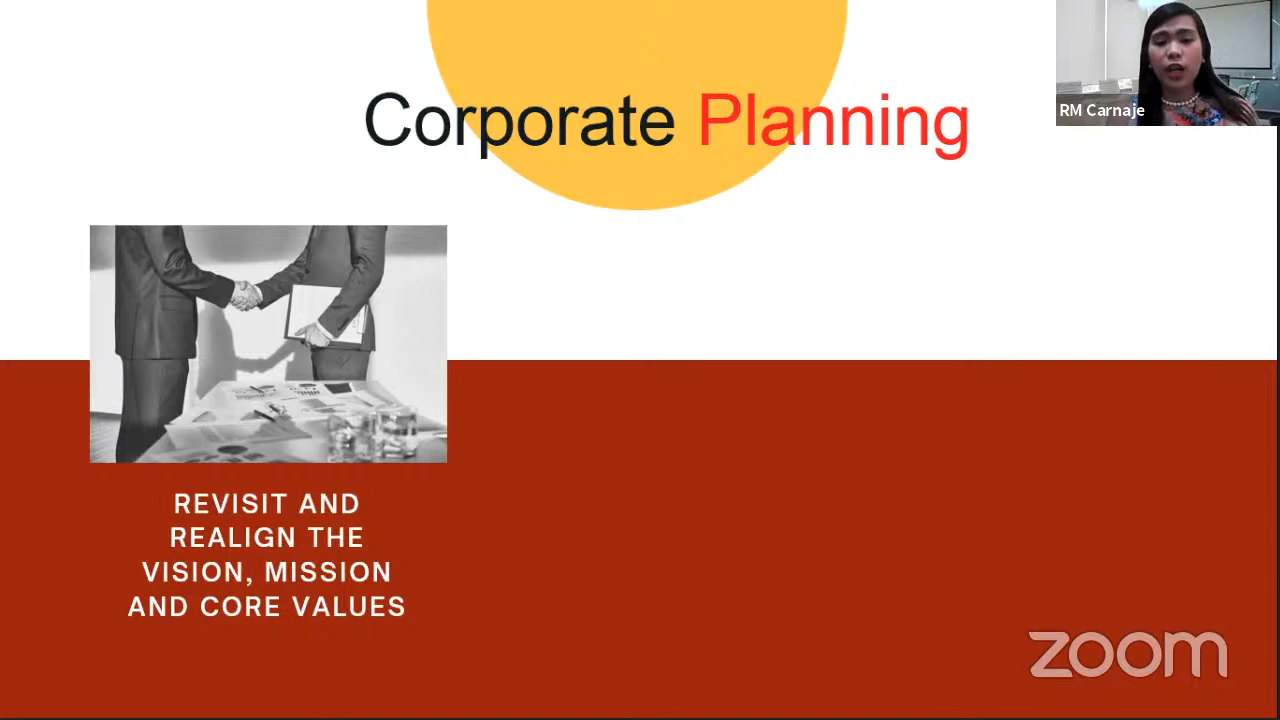 Corporate Planning
RM Carnaje
REVISIT AND
REALIGN THE
VISION, MISSION
AND CORE VALUES
zoom